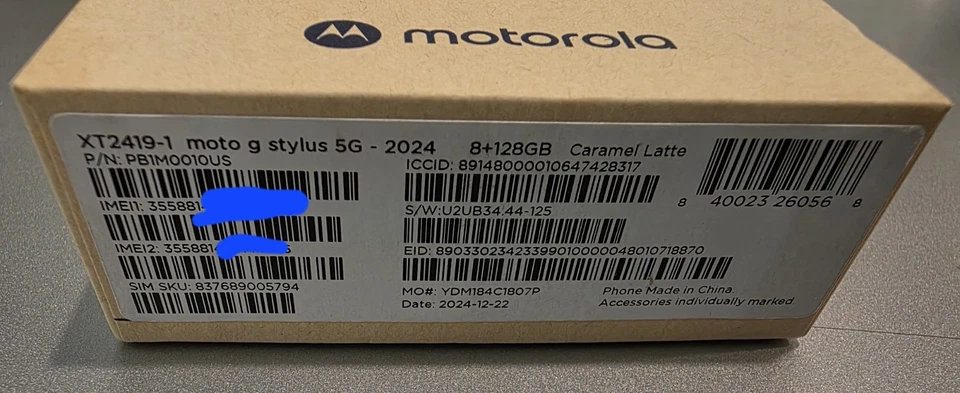 motorola
XT2419-1 moto g stylus 5G - 2024 8+128GB Caramel Latte
P/N: PB1M0010US
IMEI1: 355881
IMEI2: 355881
SIM SKU: 837689005794
ICCID: 89148000010647428317
S/W:U2UB34.44-125
EID: 89033023423399010000048010718870
MO#: YDM184C1807P
Date: 2024-12-22
Phone Made in China.
Accessories individually marked.
8 40023 26056 8